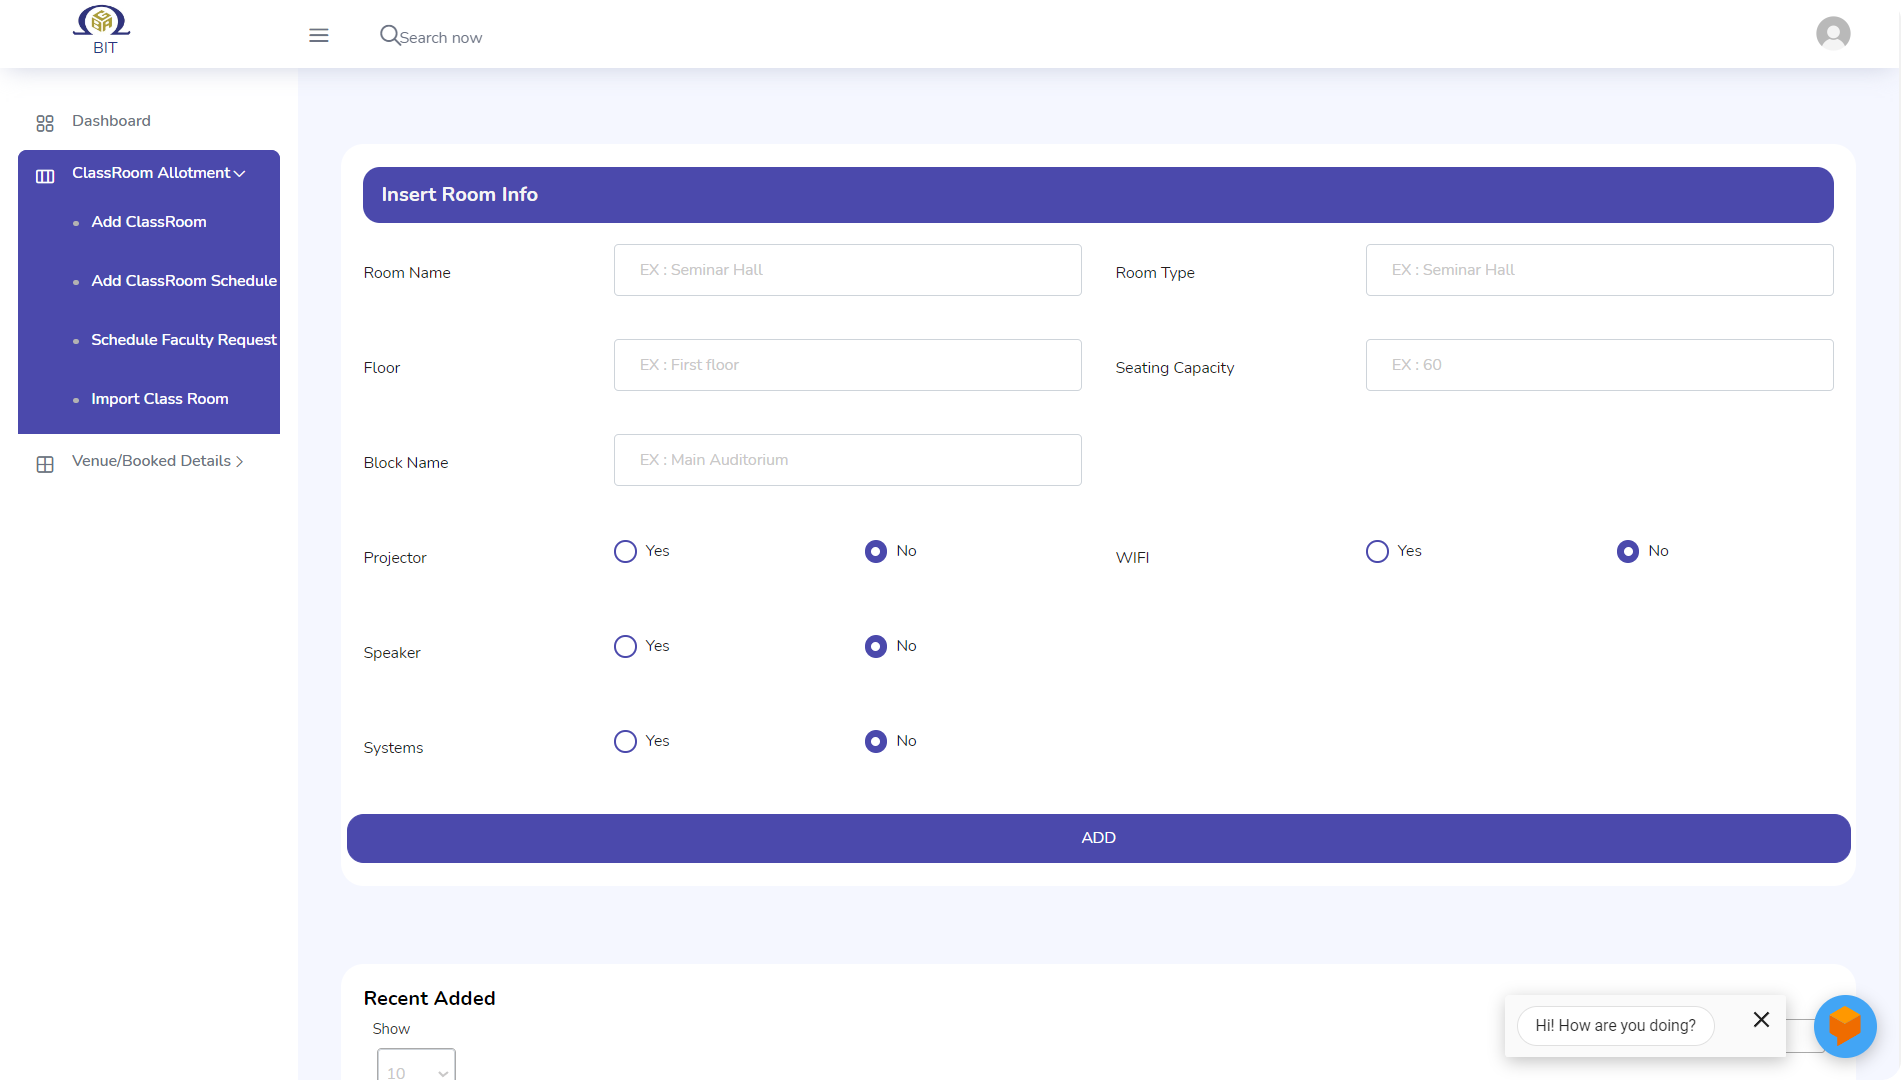 BIT
Search now
Dashboard
ClassRoom Allotment
Add ClassRoom
Add ClassRoom Schedule
Schedule Faculty Request
Import Class Room
Venue/Booked Details
Insert Room Info
Room Name
EX : Seminar Hall
Room Type
EX : Seminar Hall
Floor
EX : First floor
Seating Capacity
EX : 60
Block Name
EX : Main Auditorium
Projector
Yes
No
WIFI
Yes
No
Speaker
Yes
No
Systems
Yes
No
ADD
Recent Added
Show
10
Hi! How are you doing?